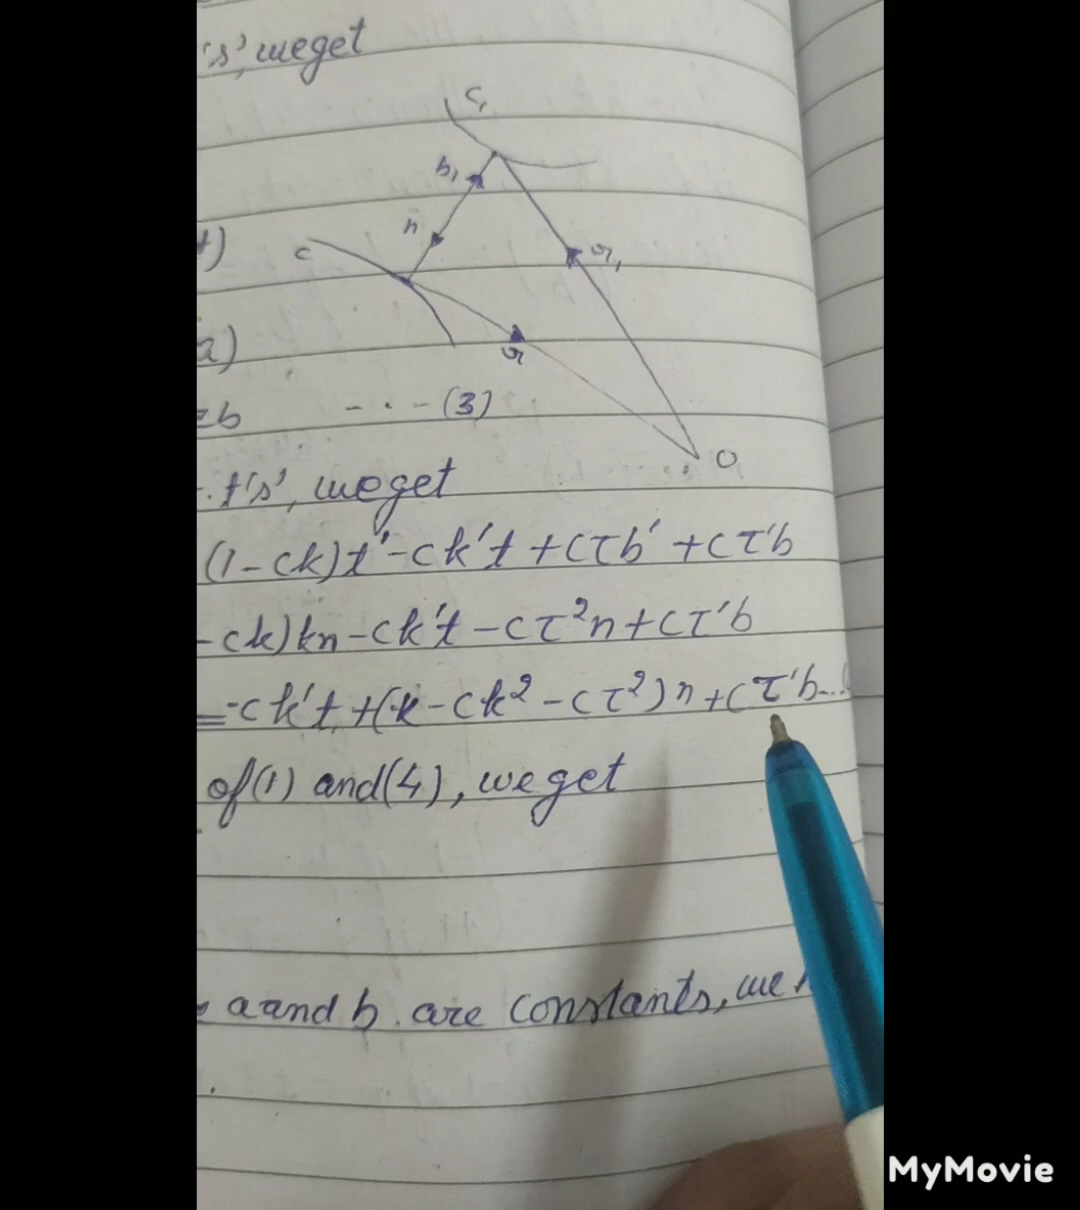 's', we get
C₁
b₁
n
C
r₁
r
2)
=b - . - (3)
O
.t 's', we get
(1-ck)t'-ck't+cτb'+cτ'b
-ck)kn-ck't-cτ²n+cτ'b
=-ck't+(k-ck²-cτ²)n+cτ'b...
of(1) and(4), we get
a and b are constants, we
MyMovie